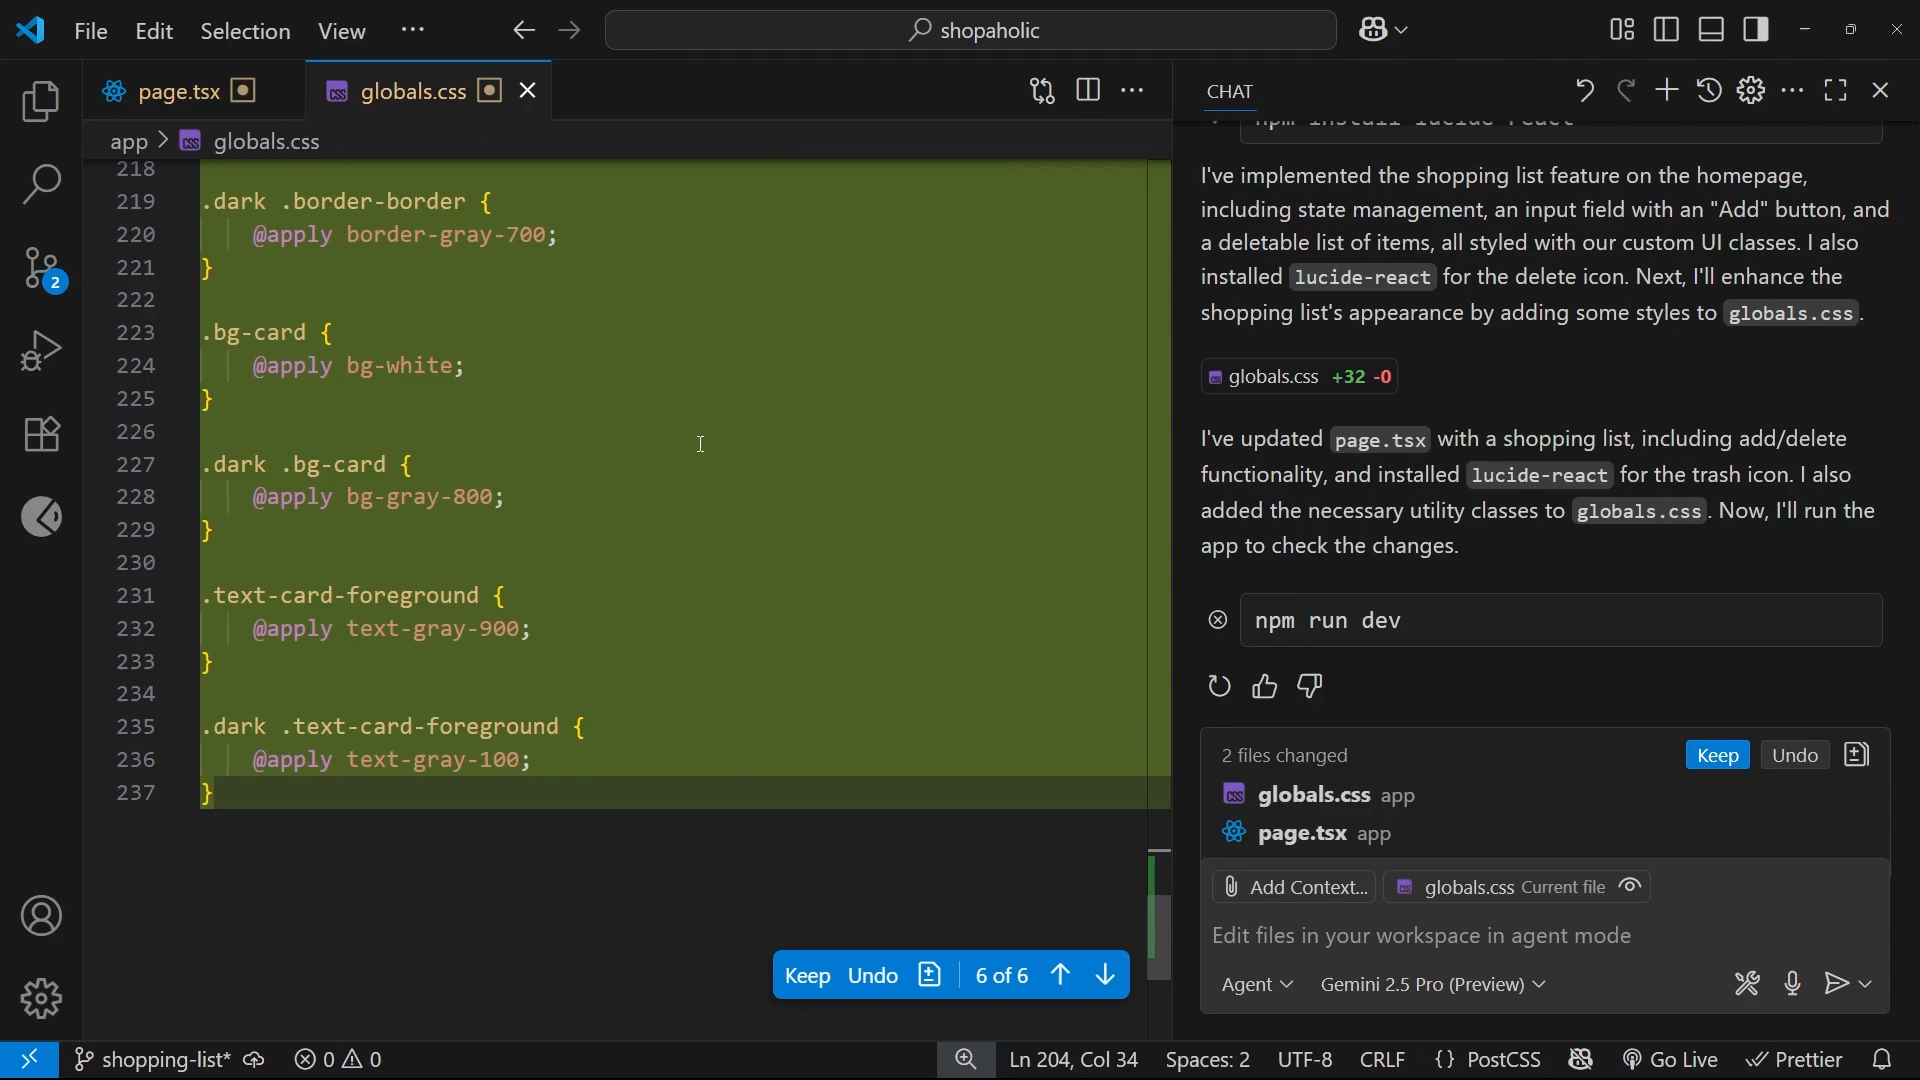 File Edit Selection View ···
shopaholic
page.tsx
globals.css
app > globals.css
218
219 .dark .border-border {
220 @apply border-gray-700;
221 }
222
223 .bg-card {
224 @apply bg-white;
225 }
226
227 .dark .bg-card {
228 @apply bg-gray-800;
229 }
230
231 .text-card-foreground {
232 @apply text-gray-900;
233 }
234
235 .dark .text-card-foreground {
236 @apply text-gray-100;
237 }
Keep Undo 6 of 6
CHAT
npm install lucide-react
I've implemented the shopping list feature on the homepage,
including state management, an input field with an "Add" button, and
a deletable list of items, all styled with our custom UI classes. I also
installed lucide-react for the delete icon. Next, I'll enhance the
shopping list's appearance by adding some styles to globals.css.
globals.css +32 -0
I've updated page.tsx with a shopping list, including add/delete
functionality, and installed lucide-react for the trash icon. I also
added the necessary utility classes to globals.css. Now, I'll run the
app to check the changes.
npm run dev
2 files changed Keep Undo
globals.css app
page.tsx app
Add Context... globals.css Current file
Edit files in your workspace in agent mode
Agent Gemini 2.5 Pro (Preview)
2
shopping-list* 0 0 Ln 204, Col 34 Spaces: 2 UTF-8 CRLF {} PostCSS Go Live Prettier